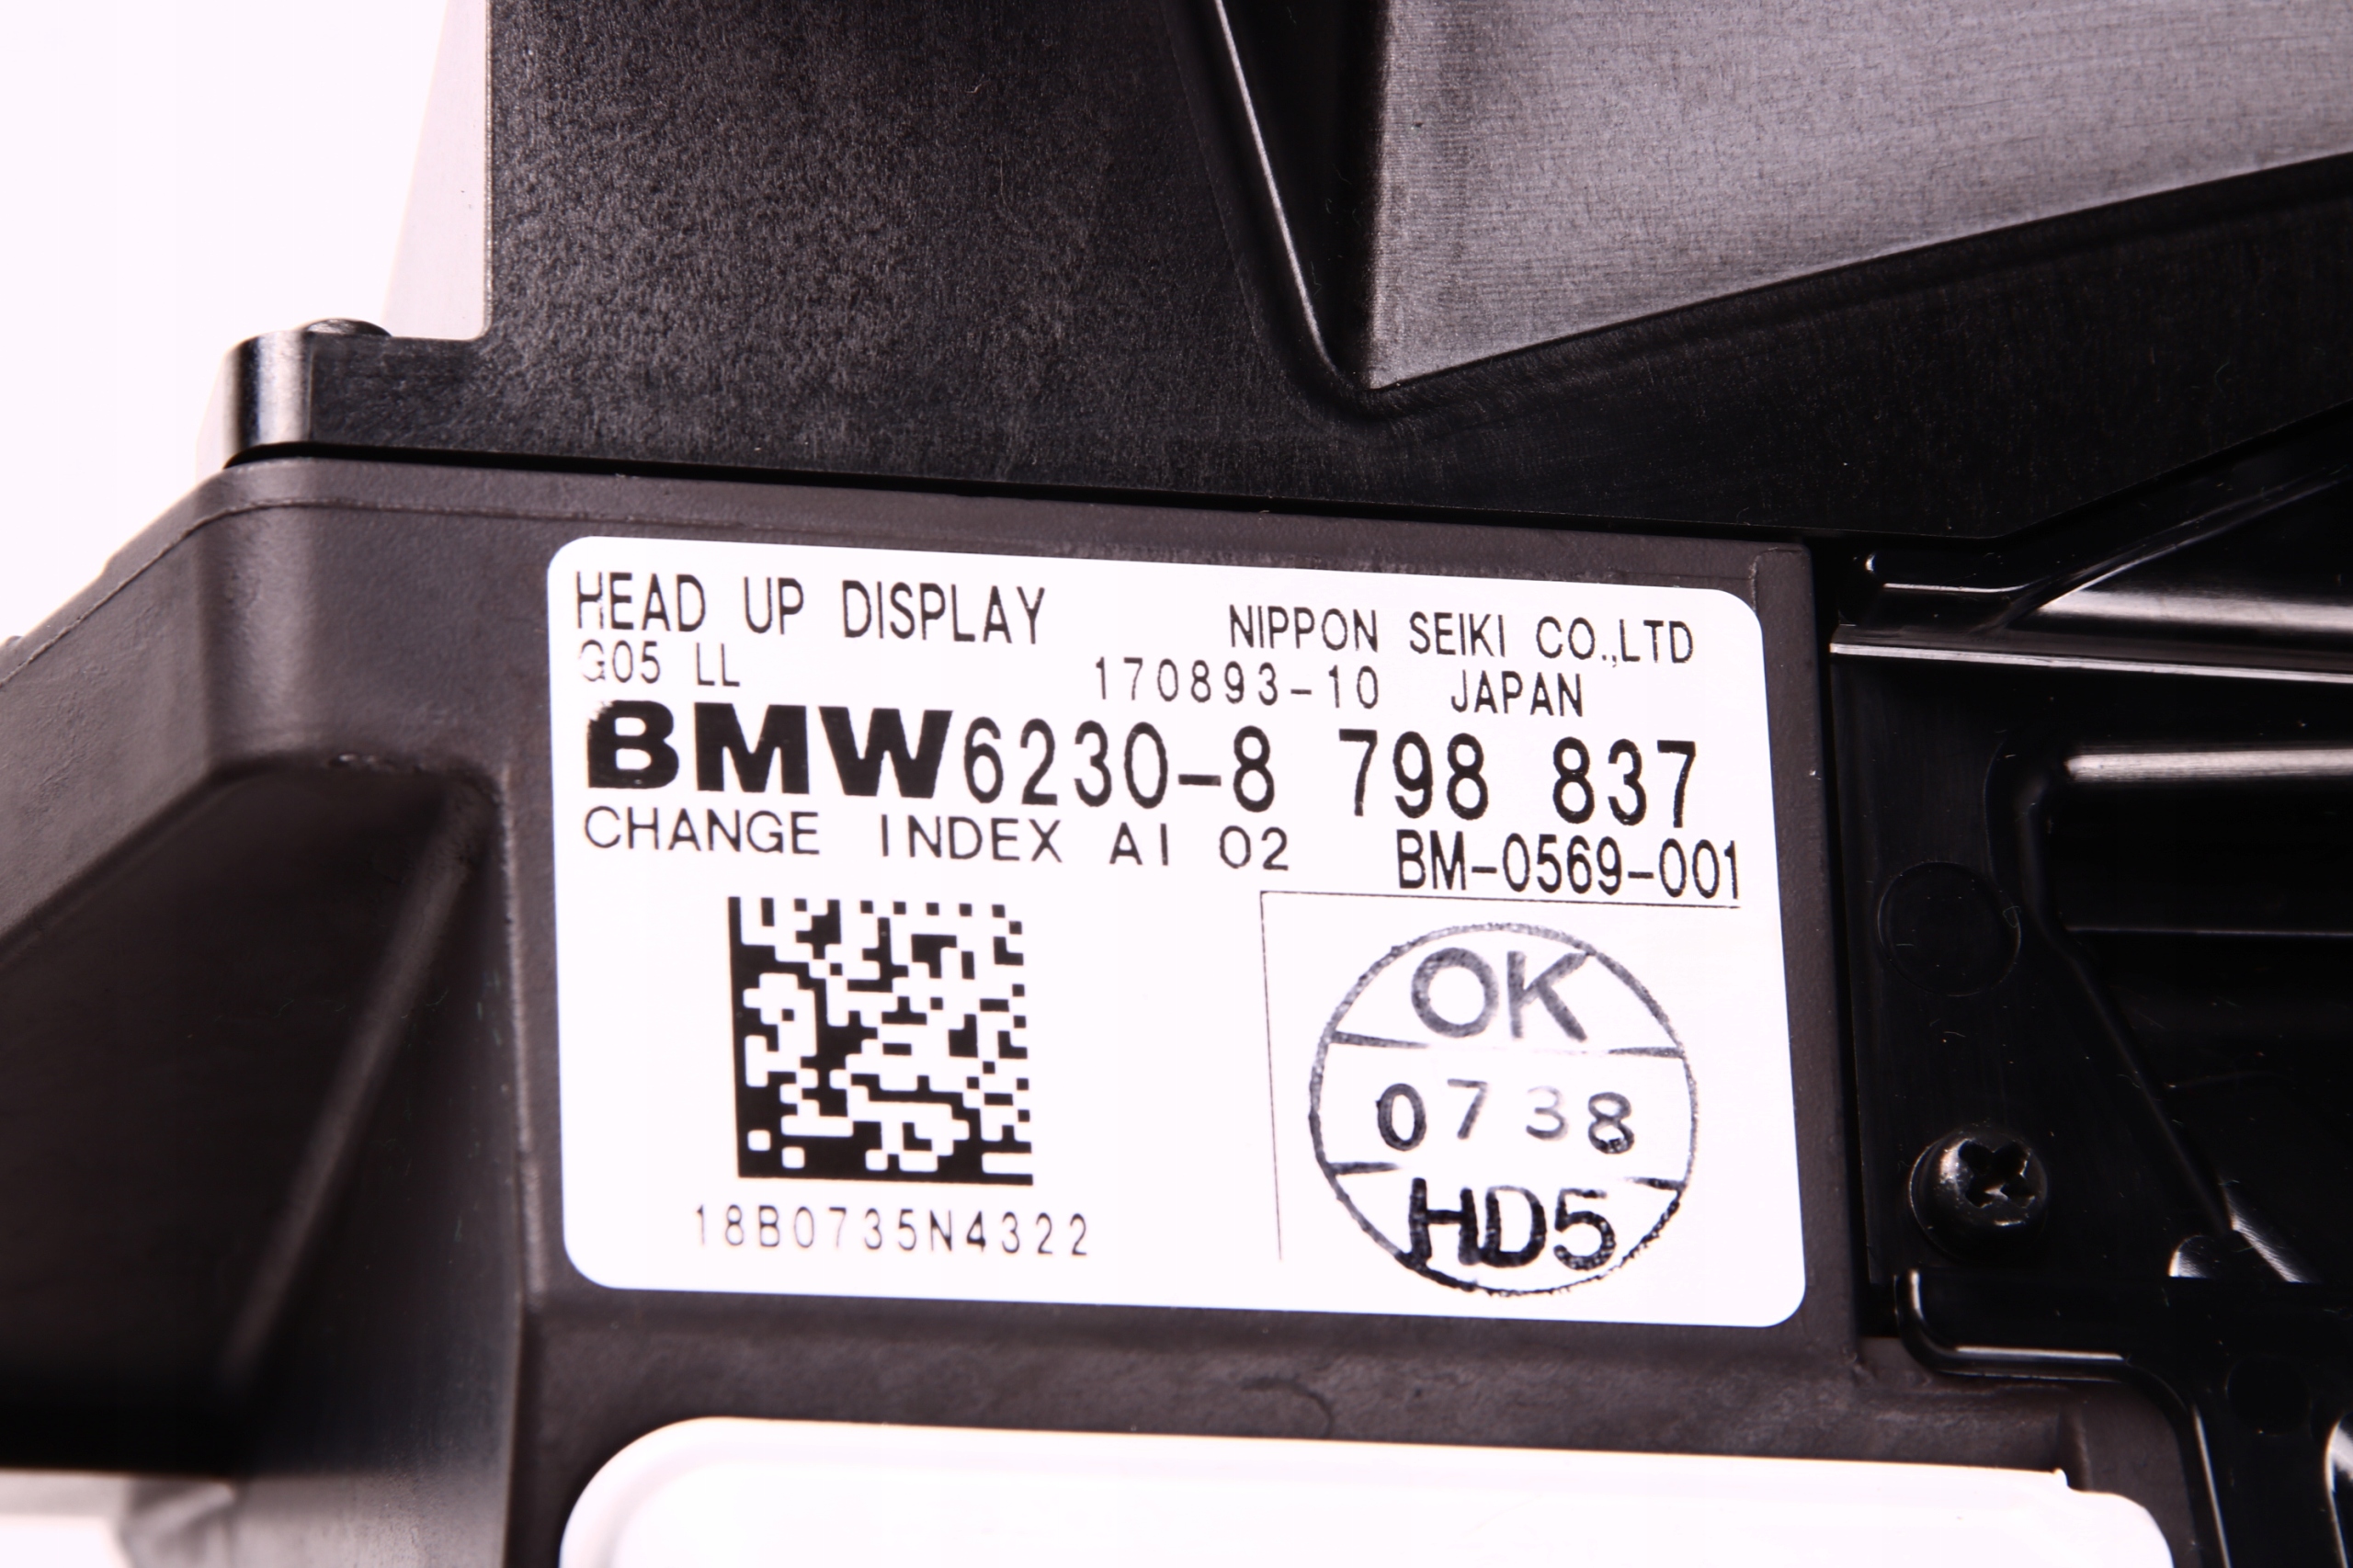 HEAD UP DISPLAY
NIPPON SEIKI CO.,LTD
G05 LL
170893-10 JAPAN
BMW6230-8 798 837
CHANGE INDEX AI 02
BM-0569-001
OK
0738
HD5
18B0735N4322